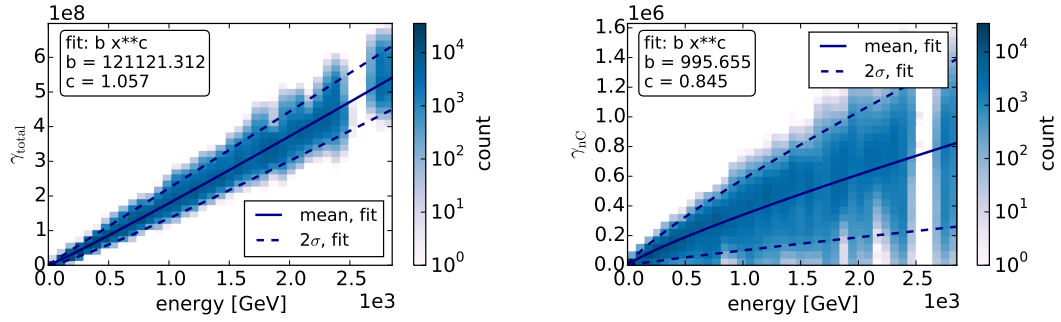 1e8
γtotal
6
5
4
3
2
1
0
fit: b x**c
b = 121121.312
c = 1.057
mean, fit
2σ, fit
0.0 0.5 1.0 1.5 2.0 2.5
energy [GeV]
1e3
10^4
10^3
10^2
10^1
10^0
count
1e6
γnC
1.6
1.4
1.2
1.0
0.8
0.6
0.4
0.2
0.0
fit: b x**c
b = 995.655
c = 0.845
mean, fit
2σ, fit
0.0 0.5 1.0 1.5 2.0 2.5
energy [GeV]
1e3
10^4
10^3
10^2
10^1
10^0
count